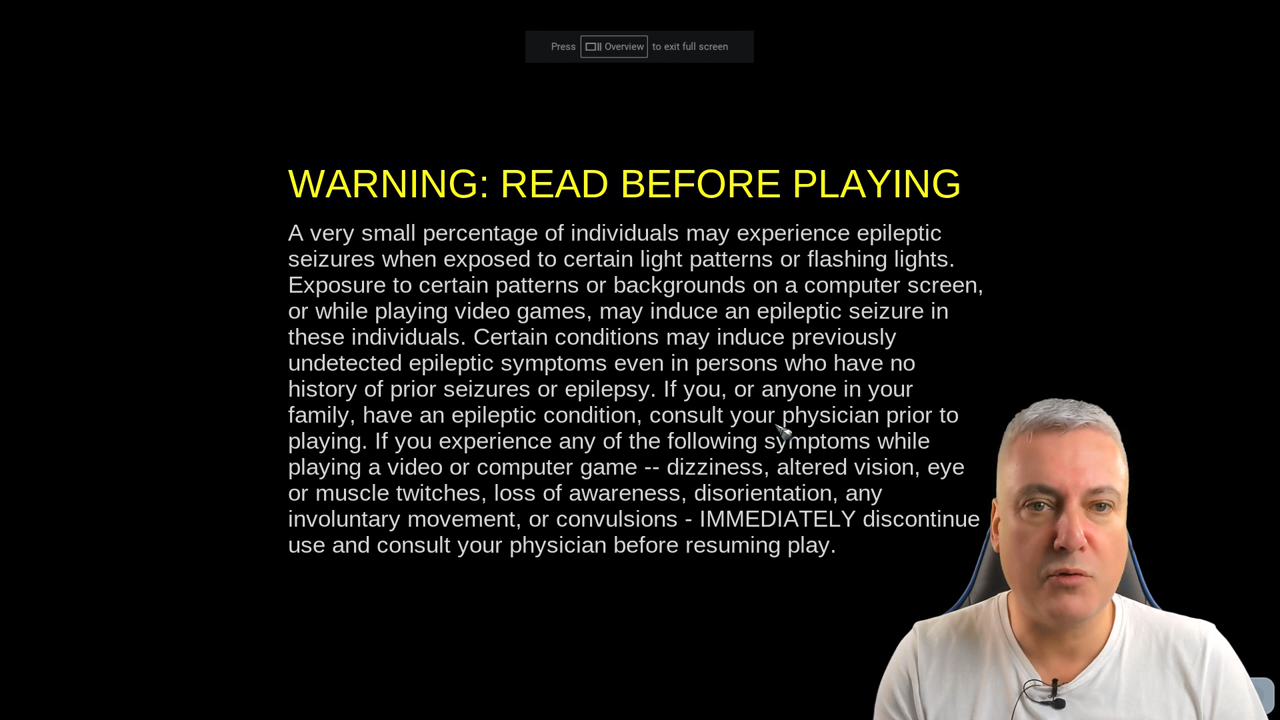 Press Overview to exit full screen
WARNING: READ BEFORE PLAYING
A very small percentage of individuals may experience epileptic
seizures when exposed to certain light patterns or flashing lights.
Exposure to certain patterns or backgrounds on a computer screen,
or while playing video games, may induce an epileptic seizure in
these individuals. Certain conditions may induce previously
undetected epileptic symptoms even in persons who have no
history of prior seizures or epilepsy. If you, or anyone in your
family, have an epileptic condition, consult your physician prior to
playing. If you experience any of the following symptoms while
playing a video or computer game -- dizziness, altered vision, eye
or muscle twitches, loss of awareness, disorientation, any
involuntary movement, or convulsions - IMMEDIATELY discontinue
use and consult your physician before resuming play.